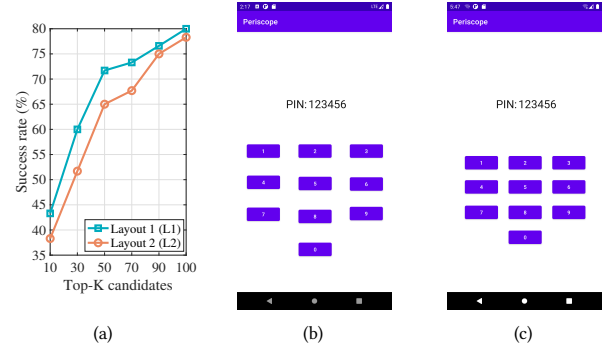 80
75
70
65
60
55
50
45
40
35
Success rate (%)
Layout 1 (L1)
Layout 2 (L2)
10 30 50 70 90 100
Top-K candidates
(a)
2:17 LTE
Periscope
PIN: 123456
1 2 3
4 5 6
7 8 9
0
(b)
5:47
Periscope
PIN: 123456
1 2 3
4 5 6
7 8 9
0
(c)